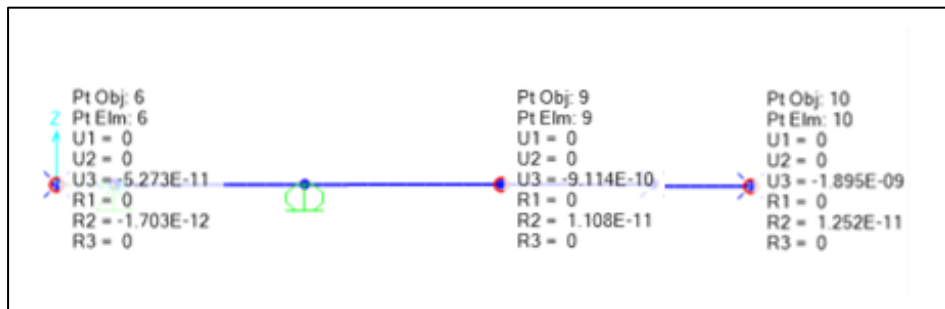 Pt Obj: 6
Pt Elm: 6
Z
U1 = 0
U2 = 0
U3 = -5.273E-11
R1 = 0
R2 = -1.703E-12
R3 = 0
Pt Obj: 9
Pt Elm: 9
U1 = 0
U2 = 0
U3 = -9.114E-10
R1 = 0
R2 = 1.108E-11
R3 = 0
Pt Obj: 10
Pt Elm: 10
U1 = 0
U2 = 0
U3 = -1.895E-09
R1 = 0
R2 = 1.252E-11
R3 = 0